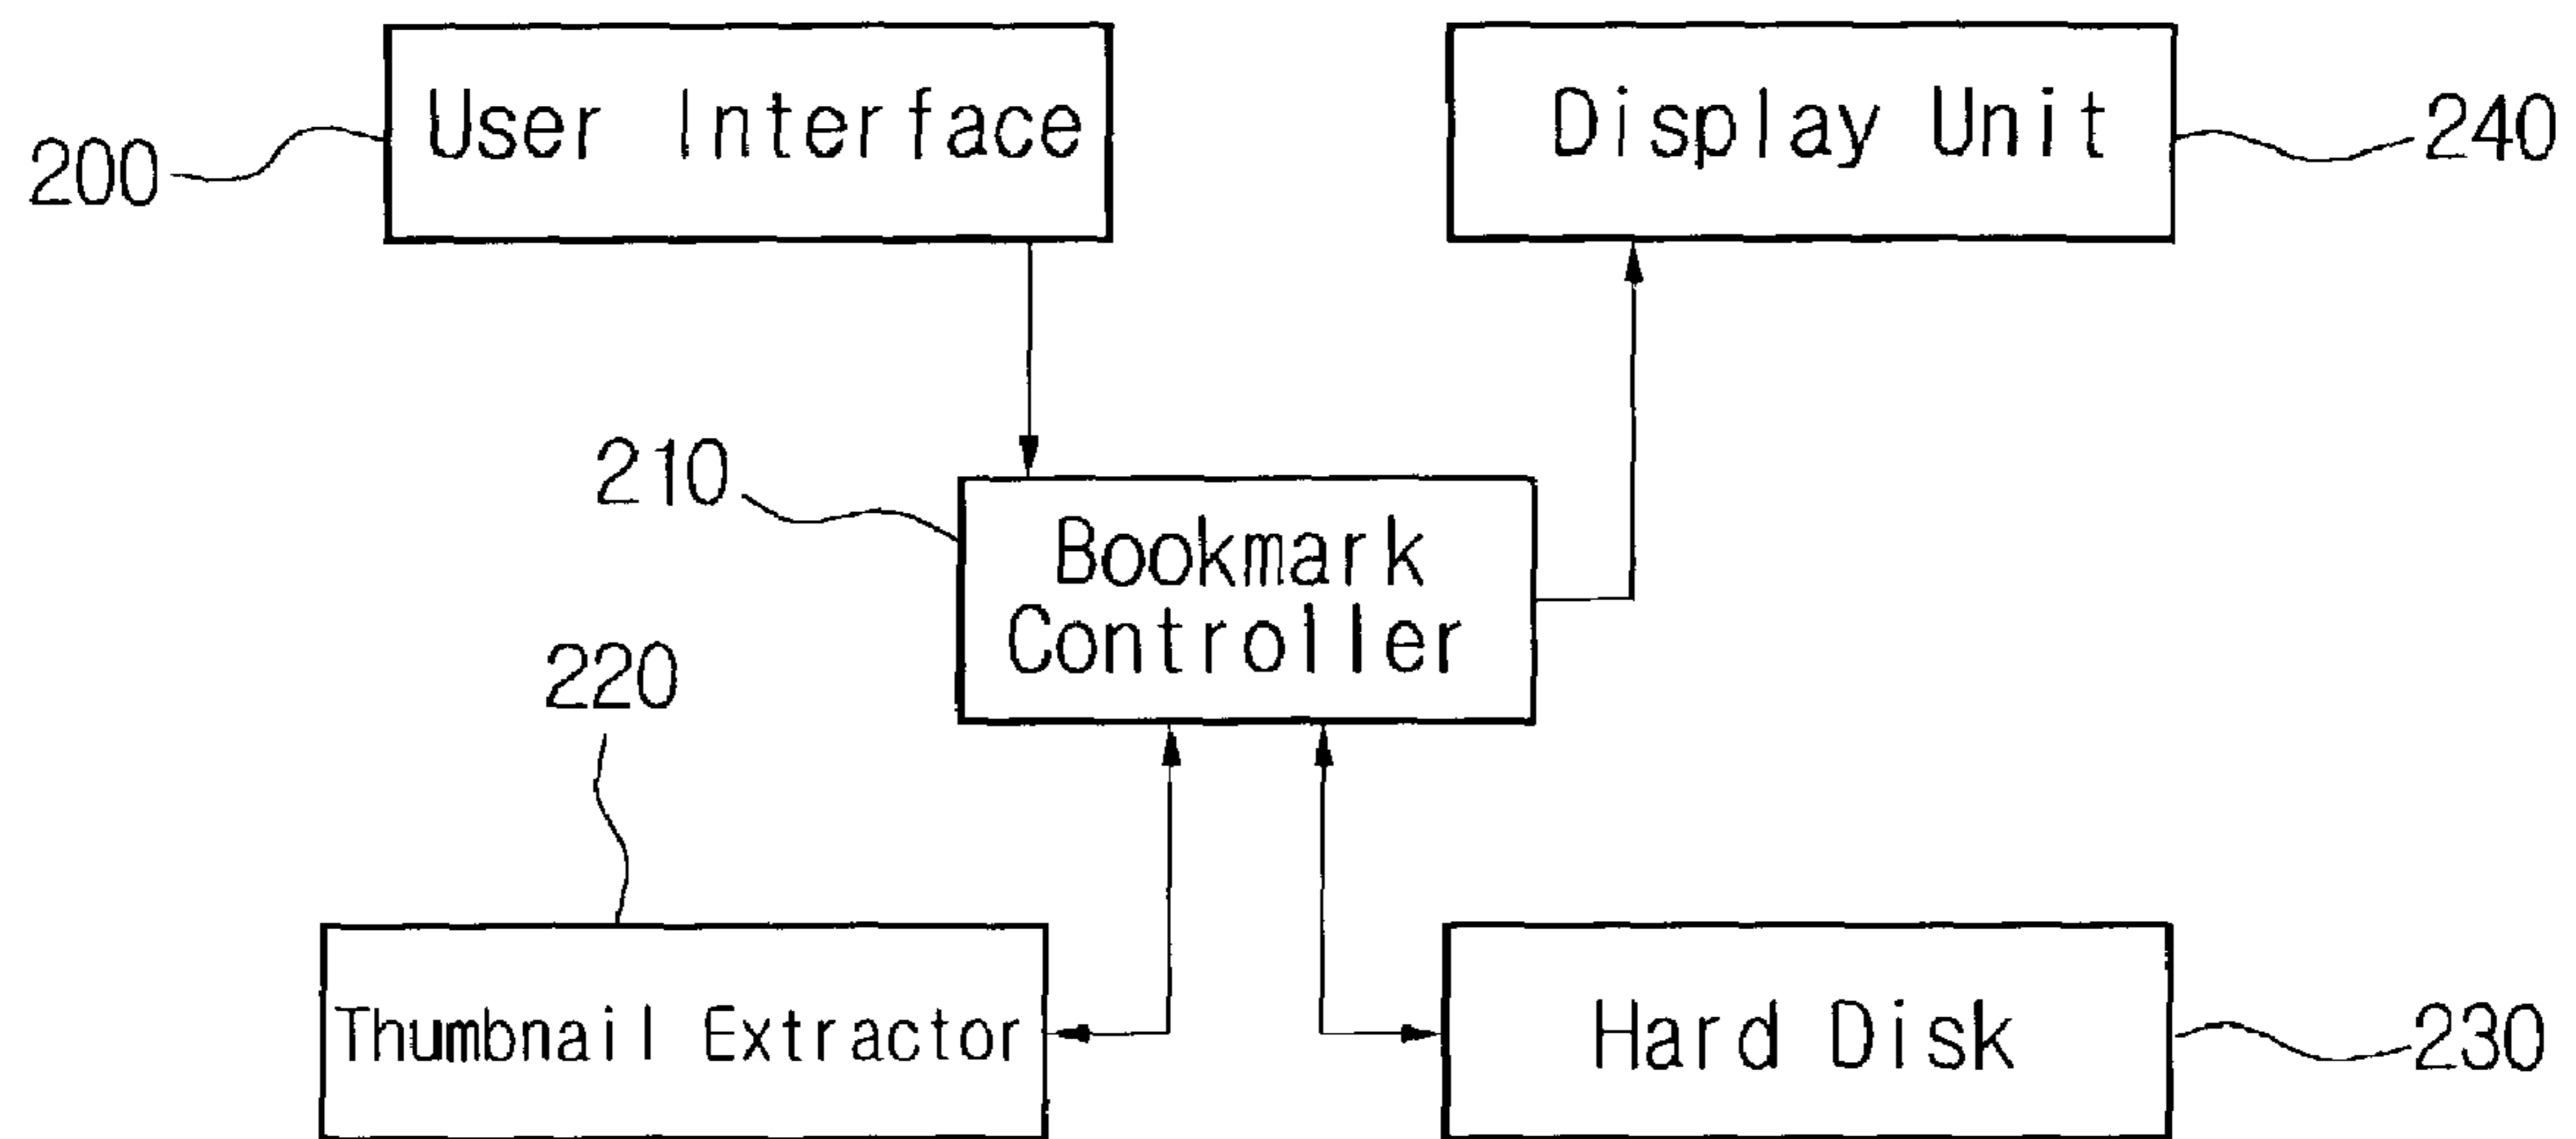 User Interface
Display Unit
200
240
210
Bookmark
Controller
220
Thumbnail Extractor
Hard Disk
230